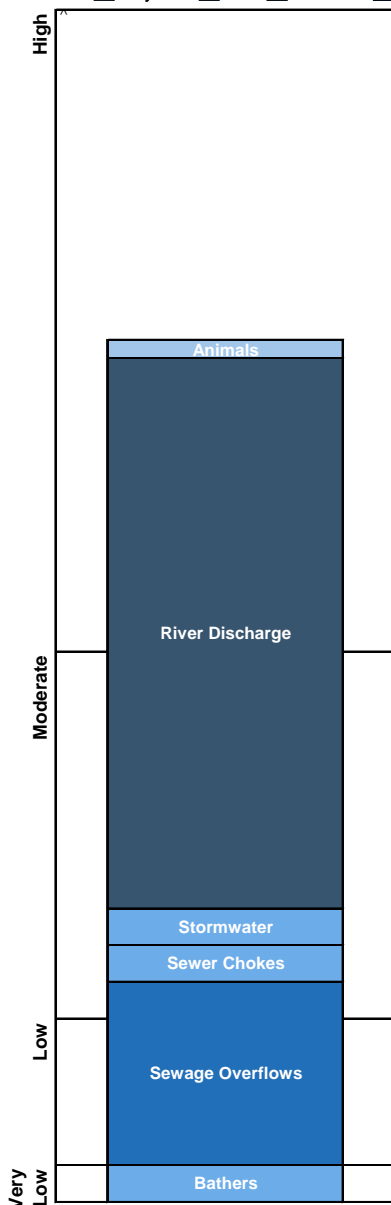 High
Animals
River Discharge
Moderate
Stormwater
Sewer Chokes
Low
Sewage Overflows
Very
Low
Bathers